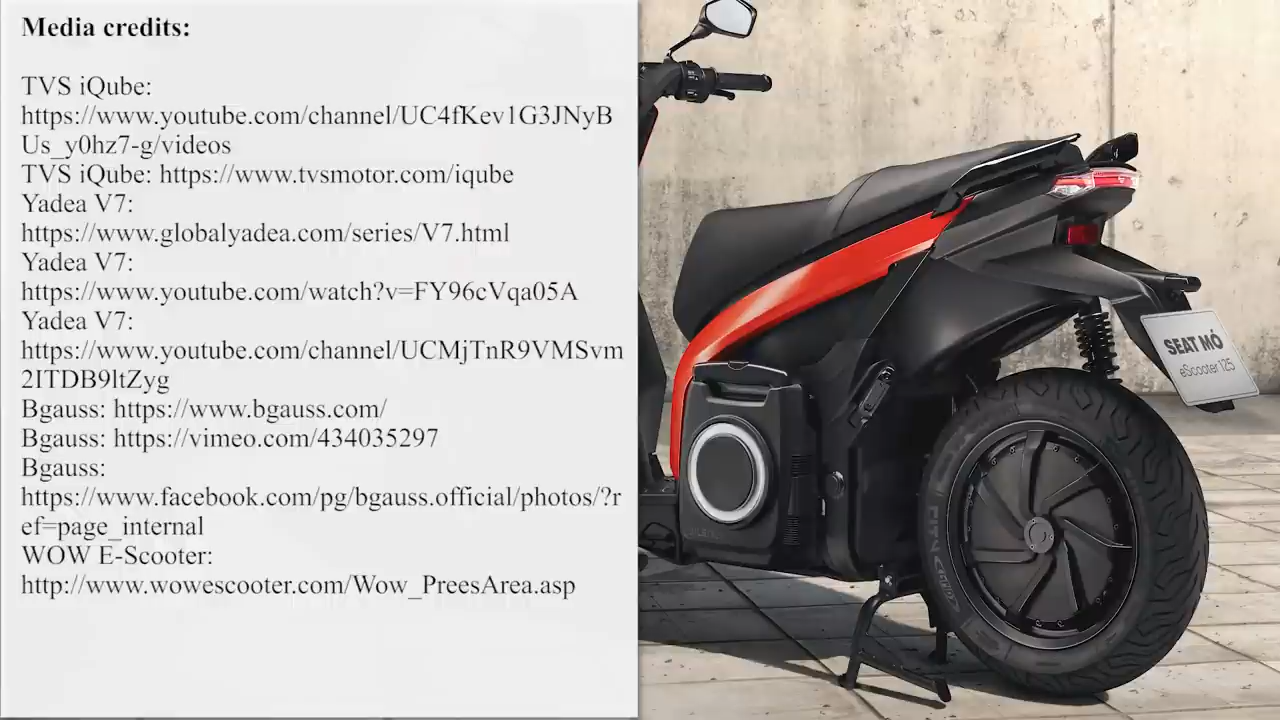 Media credits:
TVS iQube:
https://www.youtube.com/channel/UC4fKev1G3JNyB
Us_y0hz7-g/videos
TVS iQube: https://www.tvsmotor.com/iqube
Yadea V7:
https://www.globalyadea.com/series/V7.html
Yadea V7:
https://www.youtube.com/watch?v=FY96cVqa05A
Yadea V7:
https://www.youtube.com/channel/UCMjTnR9VMSvm
2ITDB9ltZyg
Bgauss: https://www.bgauss.com/
Bgauss: https://vimeo.com/434035297
Bgauss:
https://www.facebook.com/pg/bgauss.official/photos/?r
ef=page_internal
WOW E-Scooter:
http://www.wowescooter.com/Wow_PreesArea.asp
SEAT MÓ
eScooter 125